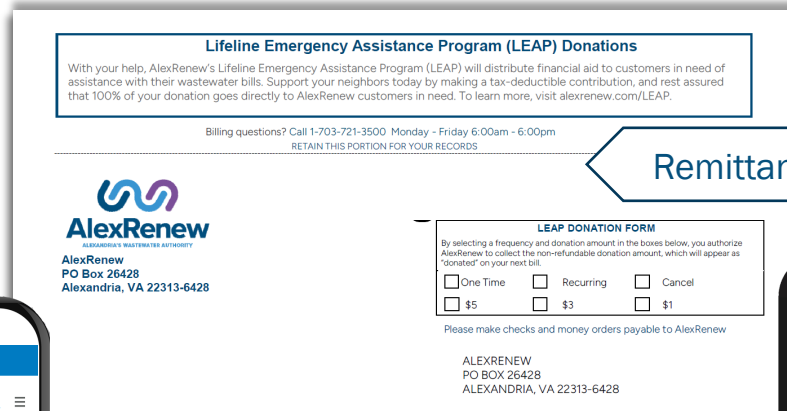 Lifeline Emergency Assistance Program (LEAP) Donations
With your help, AlexRenew's Lifeline Emergency Assistance Program (LEAP) will distribute financial aid to customers in need of
assistance with their wastewater bills. Support your neighbors today by making a tax-deductible contribution, and rest assured
that 100% of your donation goes directly to AlexRenew customers in need. To learn more, visit alexrenew.com/LEAP.
Billing questions? Call 1-703-721-3500 Monday - Friday 6:00am - 6:00pm
RETAIN THIS PORTION FOR YOUR RECORDS
Remittan
AlexRenew
ALEXANDRIA'S WASTEWATER AUTHORITY
AlexRenew
PO Box 26428
Alexandria, VA 22313-6428
LEAP DONATION FORM
By selecting a frequency and donation amount in the boxes below, you authorize
AlexRenew to collect the non-refundable donation amount, which will appear as
"donated" on your next bill.
One Time Recurring Cancel
$5 $3 $1
Please make checks and money orders payable to AlexRenew
ALEXRENEW
PO BOX 26428
ALEXANDRIA, VA 22313-6428